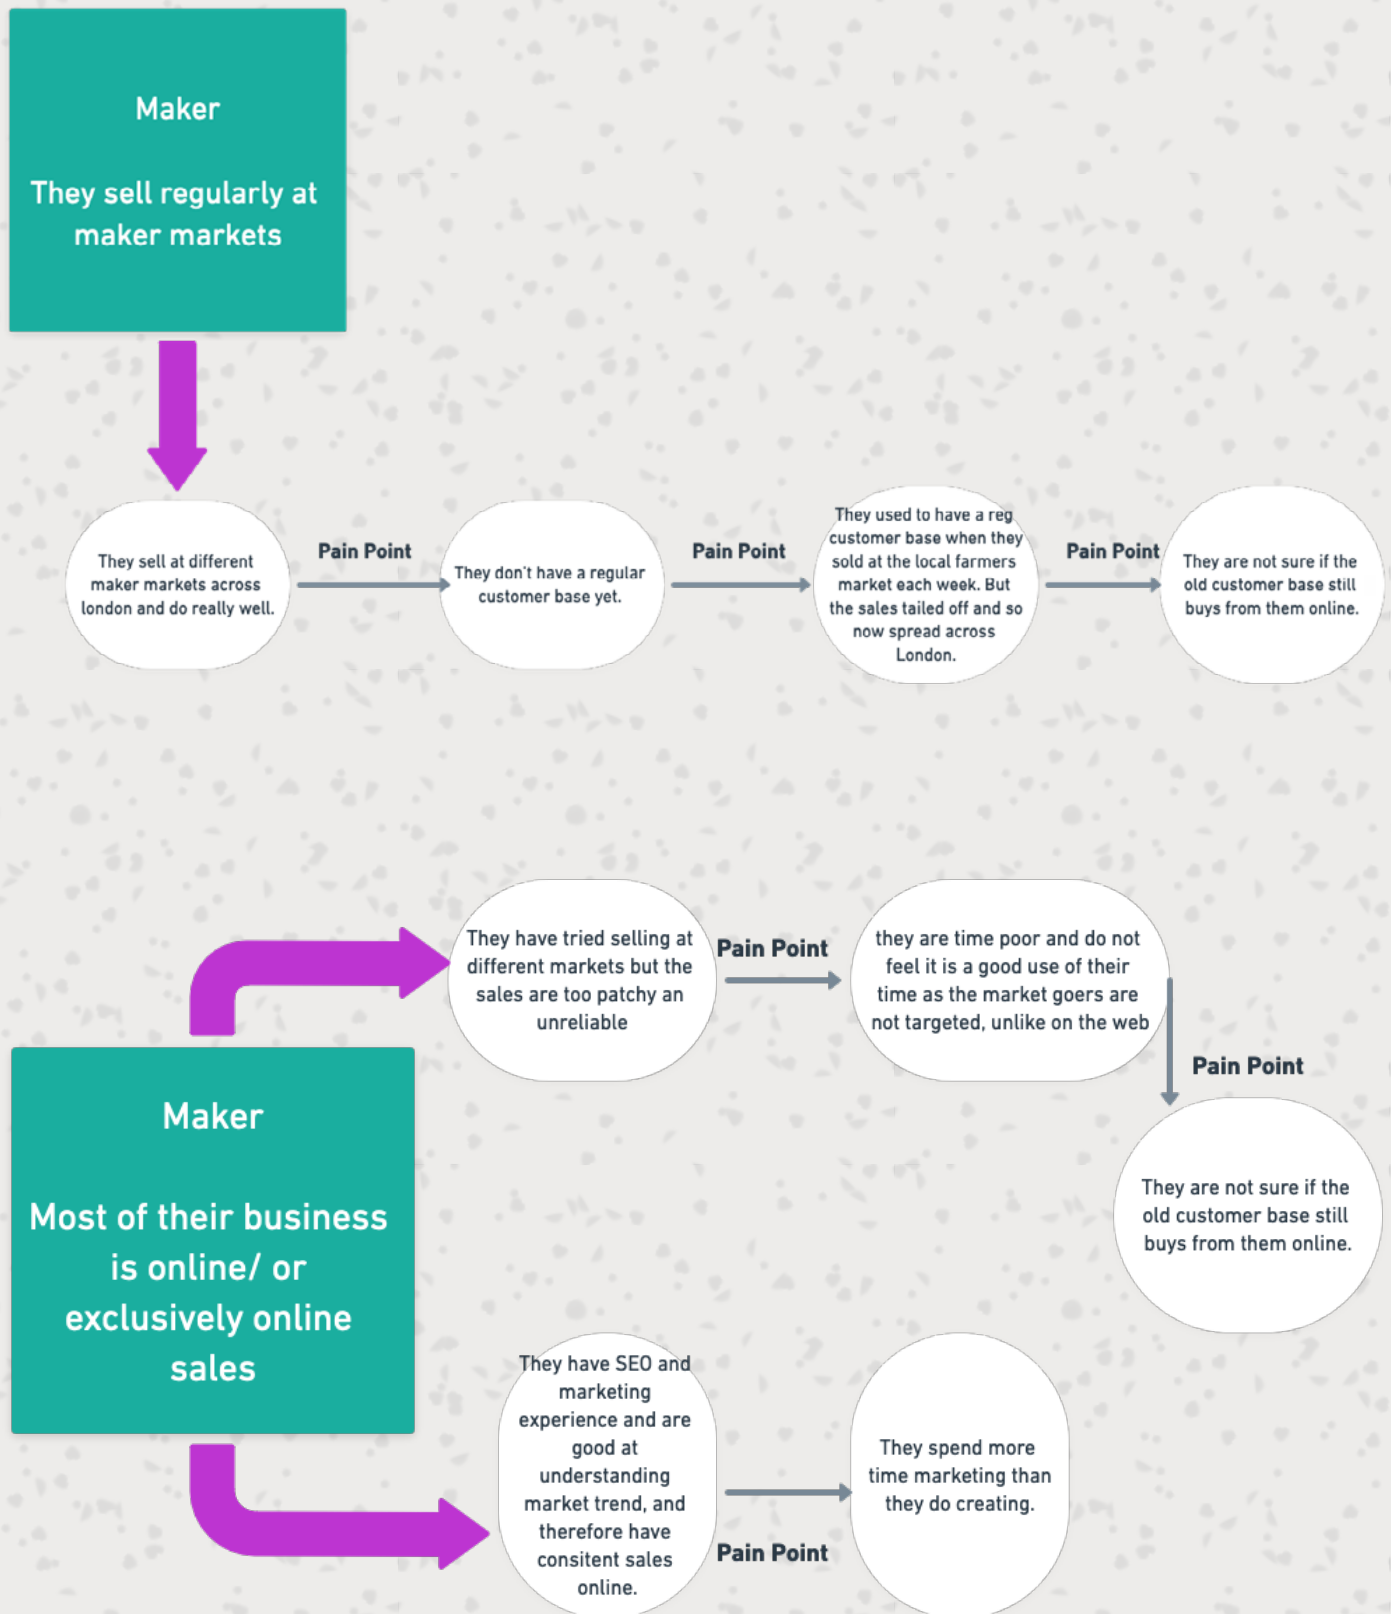 Maker
They sell regularly at
maker markets
They sell at different
maker markets across
london and do really well.
Pain Point
They don't have a regular
customer base yet.
Pain Point
They used to have a reg
customer base when they
sold at the local farmers
market each week. But
the sales tailed off and so
now spread across
London.
Pain Point
They are not sure if the
old customer base still
buys from them online.
Maker
Most of their business
is online/ or
exclusively online
sales
They have tried selling at
different markets but the
sales are too patchy an
unreliable
Pain Point
they are time poor and do not
feel it is a good use of their
time as the market goers are
not targeted, unlike on the web
Pain Point
They are not sure if the
old customer base still
buys from them online.
They have SEO and
marketing
experience and are
good at
understanding
market trend, and
therefore have
consitent sales
online.
Pain Point
They spend more
time marketing than
they do creating.